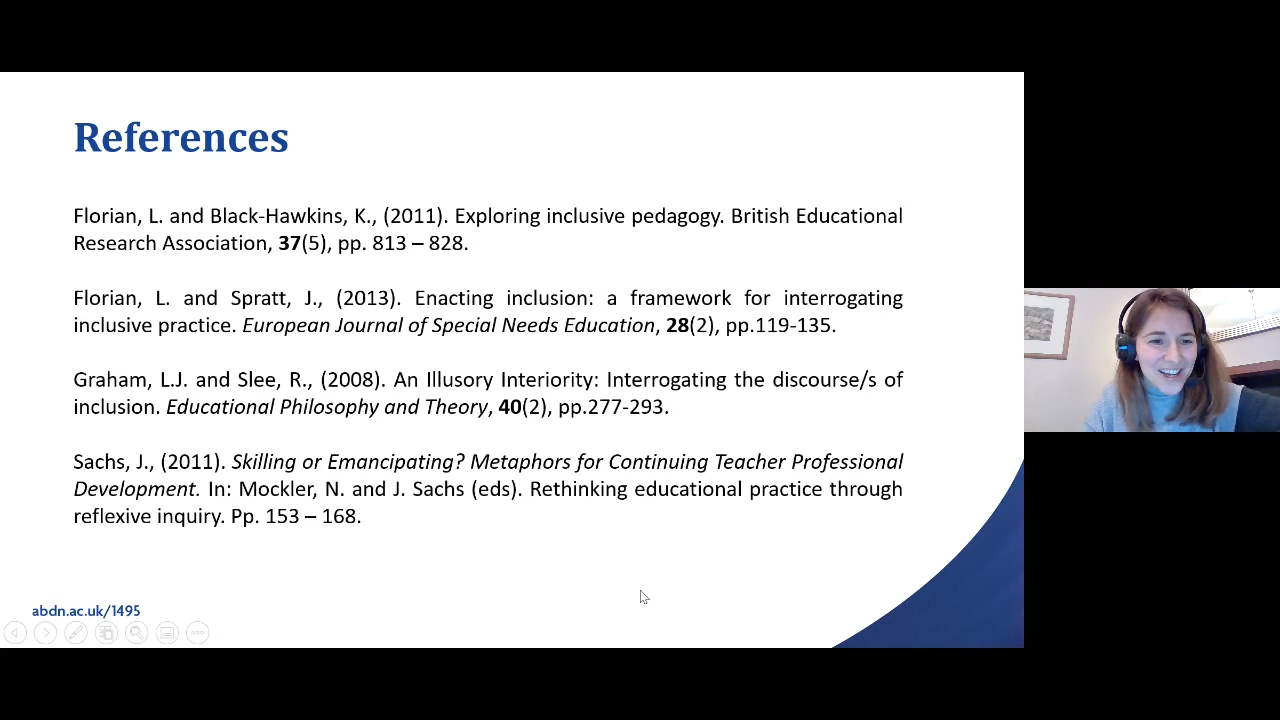 References
Florian, L. and Black-Hawkins, K., (2011). Exploring inclusive pedagogy. British Educational
Research Association, 37(5), pp. 813 – 828.
Florian, L. and Spratt, J., (2013). Enacting inclusion: a framework for interrogating
inclusive practice. European Journal of Special Needs Education, 28(2), pp.119-135.
Graham, L.J. and Slee, R., (2008). An Illusory Interiority: Interrogating the discourse/s of
inclusion. Educational Philosophy and Theory, 40(2), pp.277-293.
Sachs, J., (2011). Skilling or Emancipating? Metaphors for Continuing Teacher Professional
Development. In: Mockler, N. and J. Sachs (eds). Rethinking educational practice through
reflexive inquiry. Pp. 153 – 168.
abdn.ac.uk/1495